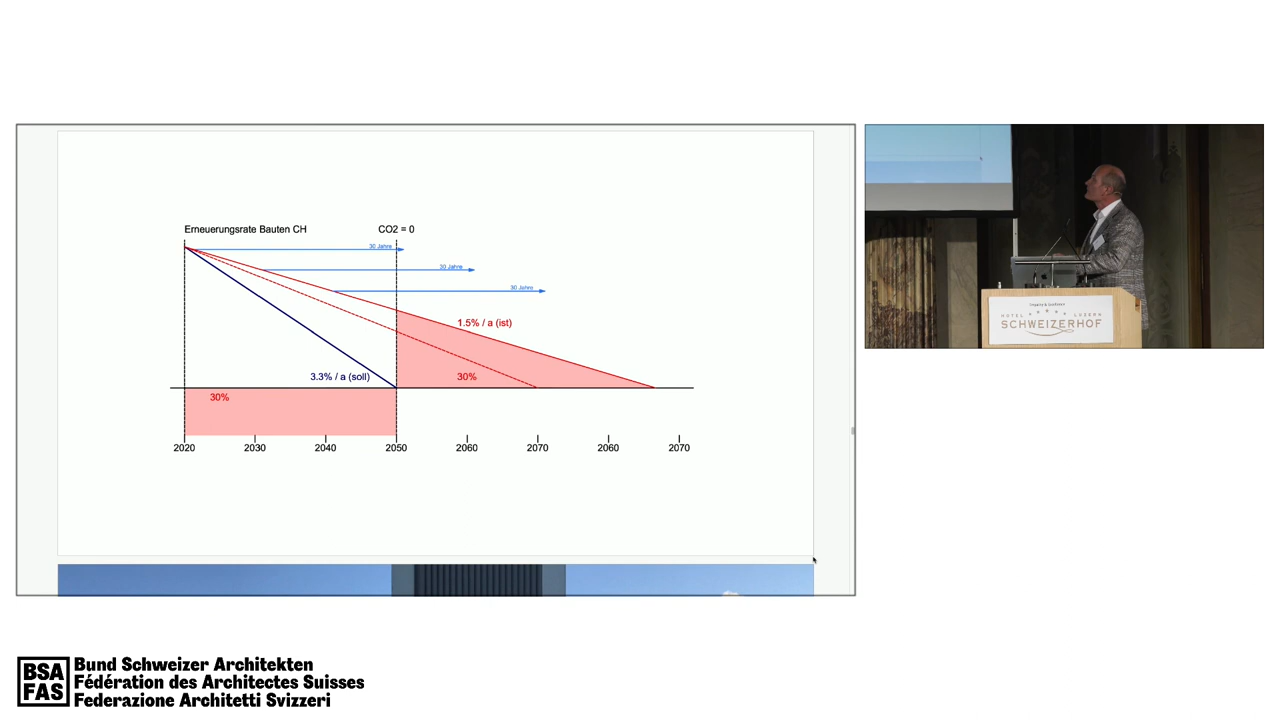 Erneuerungsrate Bauten CH
CO2 = 0
30 Jahre
30 Jahre
30 Jahre
1.5% / a (ist)
3.3% / a (soll)
30%
30%
2020
2030
2040
2050
2060
2070
2060
2070
HOTEL LUZERN
SCHWEIZERHOF
BSA
FAS
Bund Schweizer Architekten
Fédération des Architectes Suisses
Federazione Architetti Svizzeri